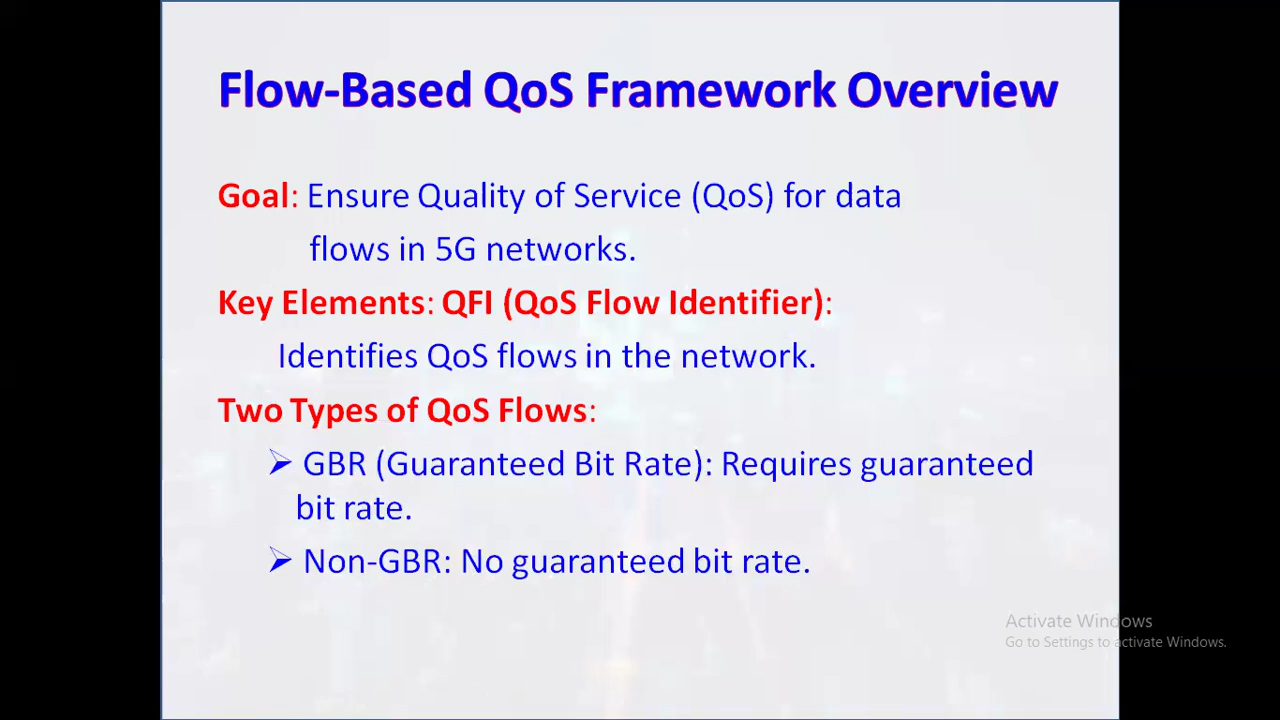 Flow-Based QoS Framework Overview
Goal: Ensure Quality of Service (QoS) for data
flows in 5G networks.
Key Elements: QFI (QoS Flow Identifier):
Identifies QoS flows in the network.
Two Types of QoS Flows:
➢ GBR (Guaranteed Bit Rate): Requires guaranteed
bit rate.
➢ Non-GBR: No guaranteed bit rate.
Activate Windows
Go to Settings to activate Windows.